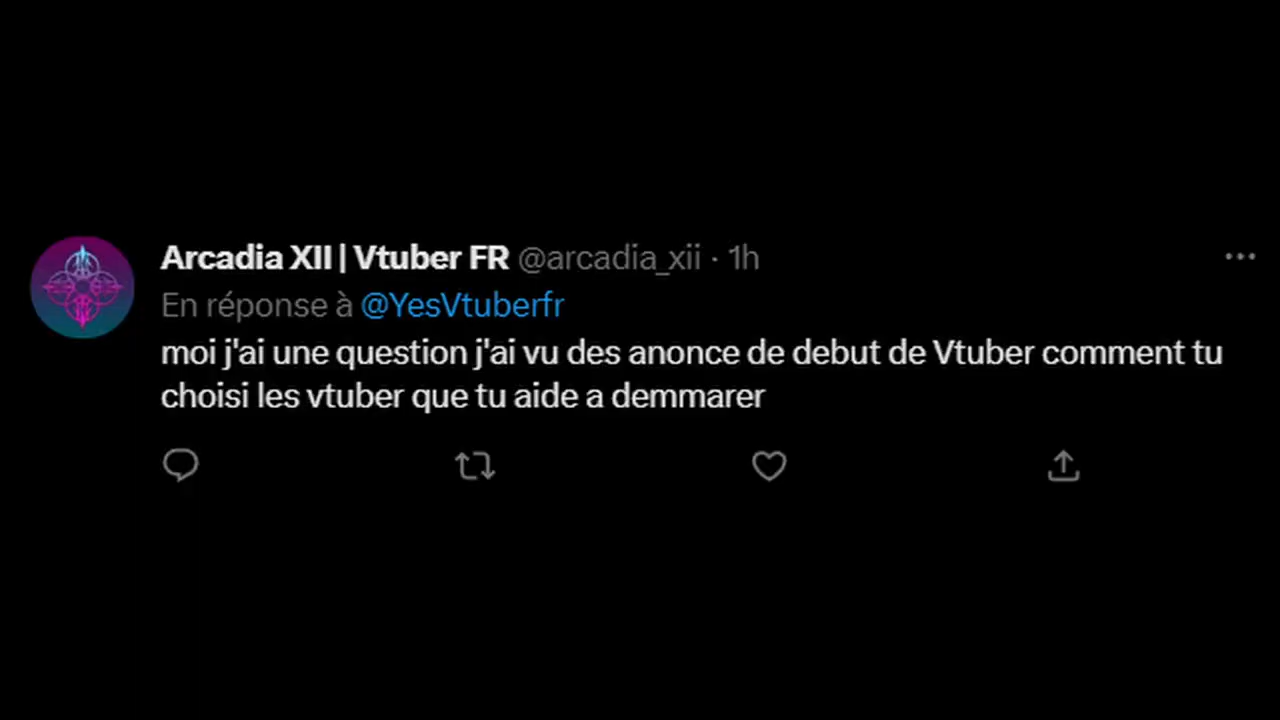 Arcadia XII | Vtuber FR @arcadia_xii · 1h
En réponse à @YesVtuberfr
moi j'ai une question j'ai vu des anonce de debut de Vtuber comment tu
choisi les vtuber que tu aide a demmarer